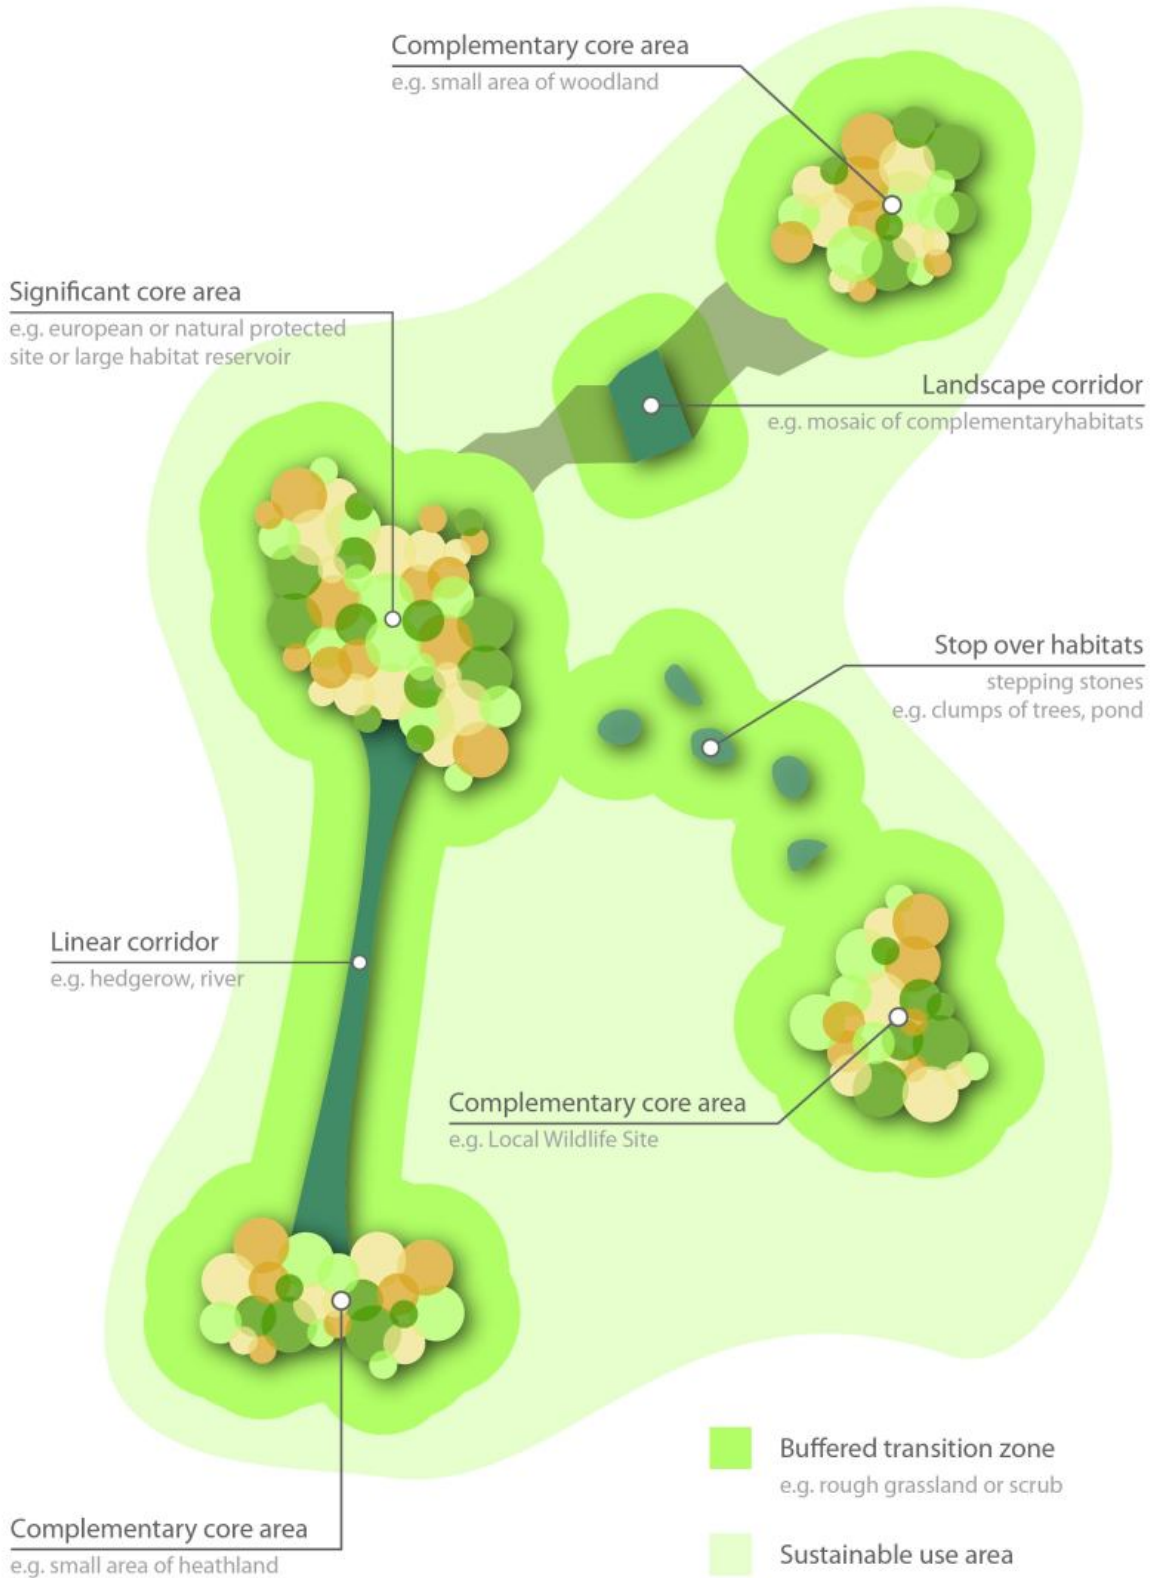 Complementary core area
e.g. small area of woodland
Significant core area
e.g. european or natural protected
site or large habitat reservoir
Landscape corridor
e.g. mosaic of complementaryhabitats
Stop over habitats
stepping stones
e.g. clumps of trees, pond
Linear corridor
e.g. hedgerow, river
Complementary core area
e.g. Local Wildlife Site
Buffered transition zone
e.g. rough grassland or scrub
Complementary core area
e.g. small area of heathland
Sustainable use area